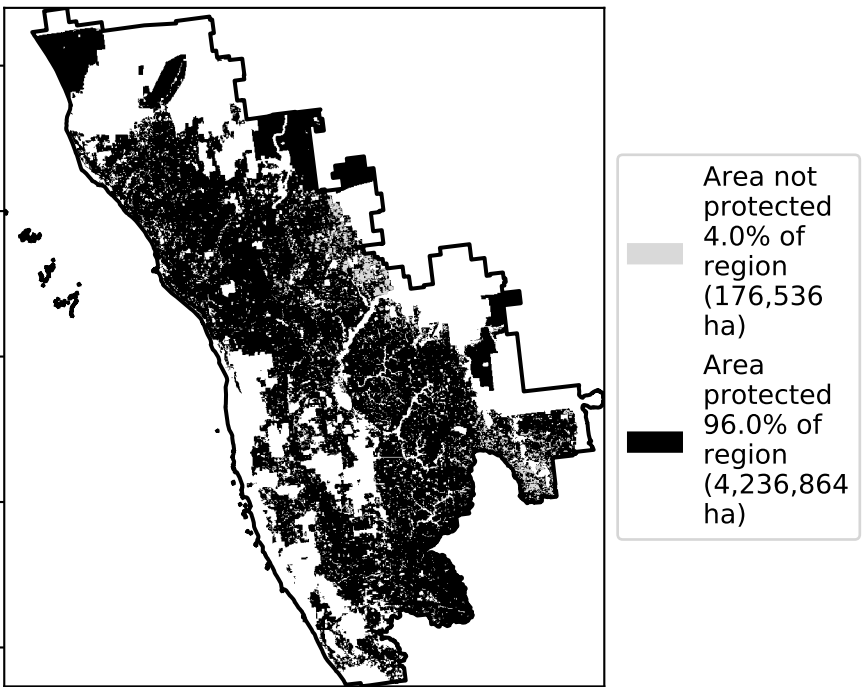 Area not
protected
4.0% of
region
(176,536
ha)
Area
protected
96.0% of
region
(4,236,864
ha)